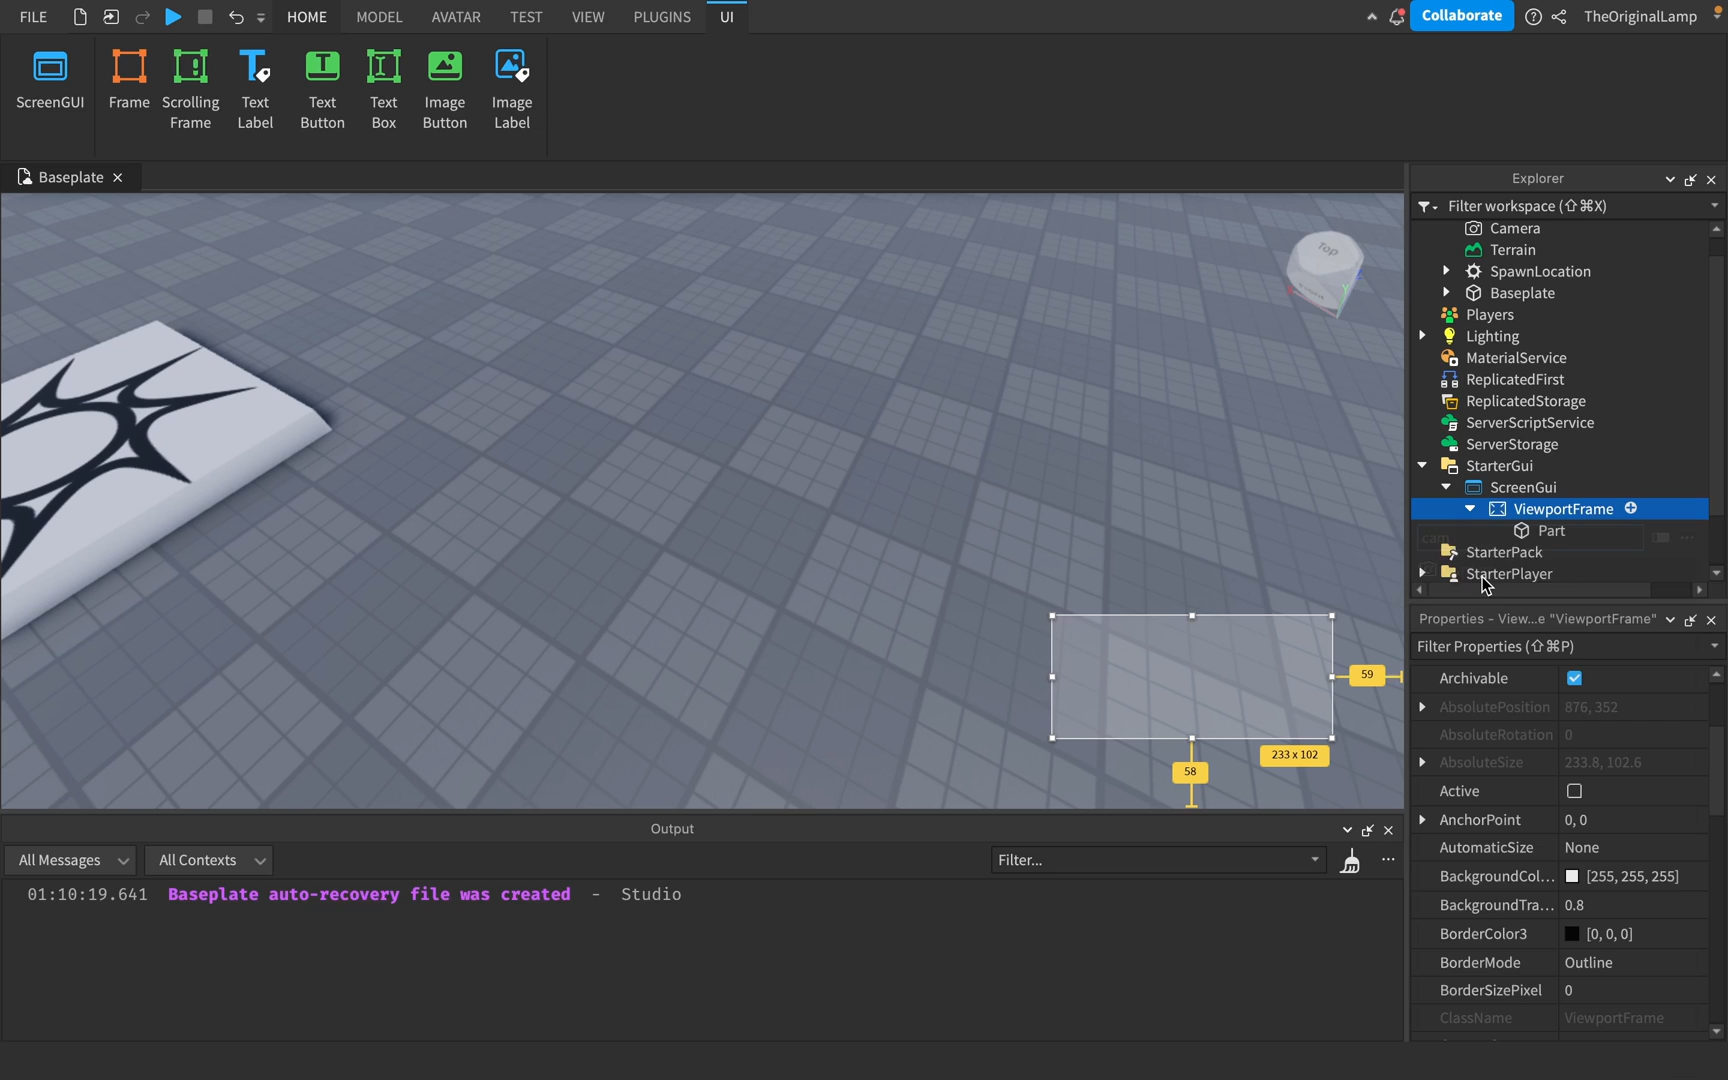 FILE HOME MODEL AVATAR TEST VIEW PLUGINS UI Collaborate TheOriginalLamp
ScreenGUI
Frame
Scrolling
Frame
Text
Label
Text
Button
Text
Box
Image
Button
Image
Label
Baseplate
Top
Explorer
Filter workspace (⇧⌘X)
Camera
Terrain
SpawnLocation
Baseplate
Players
Lighting
MaterialService
ReplicatedFirst
ReplicatedStorage
ServerScriptService
ServerStorage
StarterGui
ScreenGui
ViewportFrame
Part
cam
StarterPack
StarterPlayer
59
233 x 102
58
Properties - View...e "ViewportFrame"
Filter Properties (⇧⌘P)
Archivable
AbsolutePosition 876, 352
AbsoluteRotation 0
AbsoluteSize 233.8, 102.6
Active
AnchorPoint 0, 0
AutomaticSize None
BackgroundCol... [255, 255, 255]
BackgroundTra... 0.8
BorderColor3 [0, 0, 0]
BorderMode Outline
BorderSizePixel 0
ClassName ViewportFrame
Output
All Messages All Contexts Filter...
01:10:19.641 Baseplate auto-recovery file was created - Studio